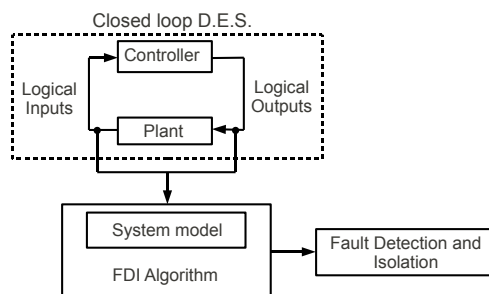 Closed loop D.E.S.
Controller
Logical
Inputs
Logical
Outputs
Plant
System model
FDI Algorithm
Fault Detection and
Isolation